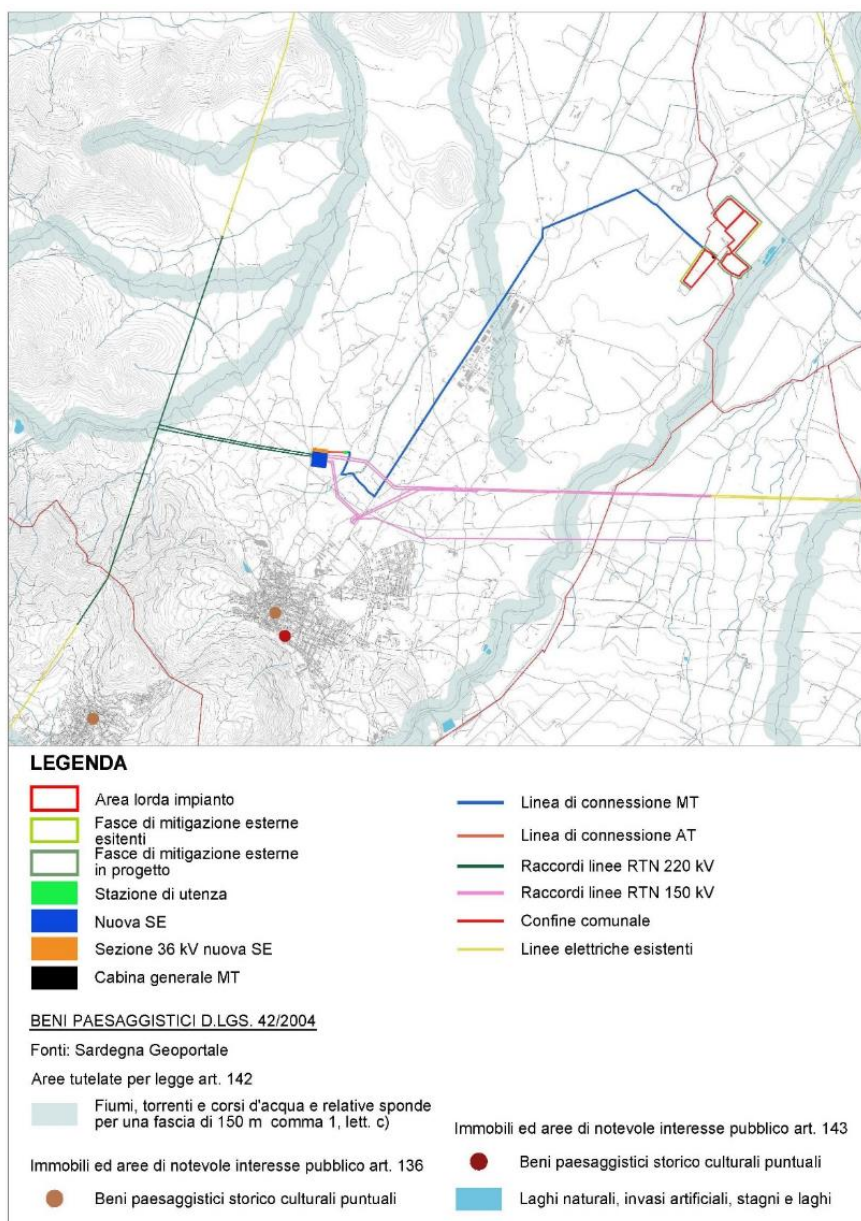 LEGENDA
Area lorda impianto
Fasce di mitigazione esterne
esitenti
Fasce di mitigazione esterne
in progetto
Stazione di utenza
Nuova SE
Sezione 36 kV nuova SE
Cabina generale MT
Linea di connessione MT
Linea di connessione AT
Raccordi linee RTN 220 kV
Raccordi linee RTN 150 kV
Confine comunale
Linee elettriche esistenti
BENI PAESAGGISTICI D.LGS. 42/2004
Fonti: Sardegna Geoportale
Aree tutelate per legge art. 142
Fiumi, torrenti e corsi d'acqua e relative sponde
per una fascia di 150 m comma 1, lett. c)
Immobili ed aree di notevole interesse pubblico art. 136
Beni paesaggistici storico culturali puntuali
Immobili ed aree di notevole interesse pubblico art. 143
Beni paesaggistici storico culturali puntuali
Laghi naturali, invasi artificiali, stagni e laghi